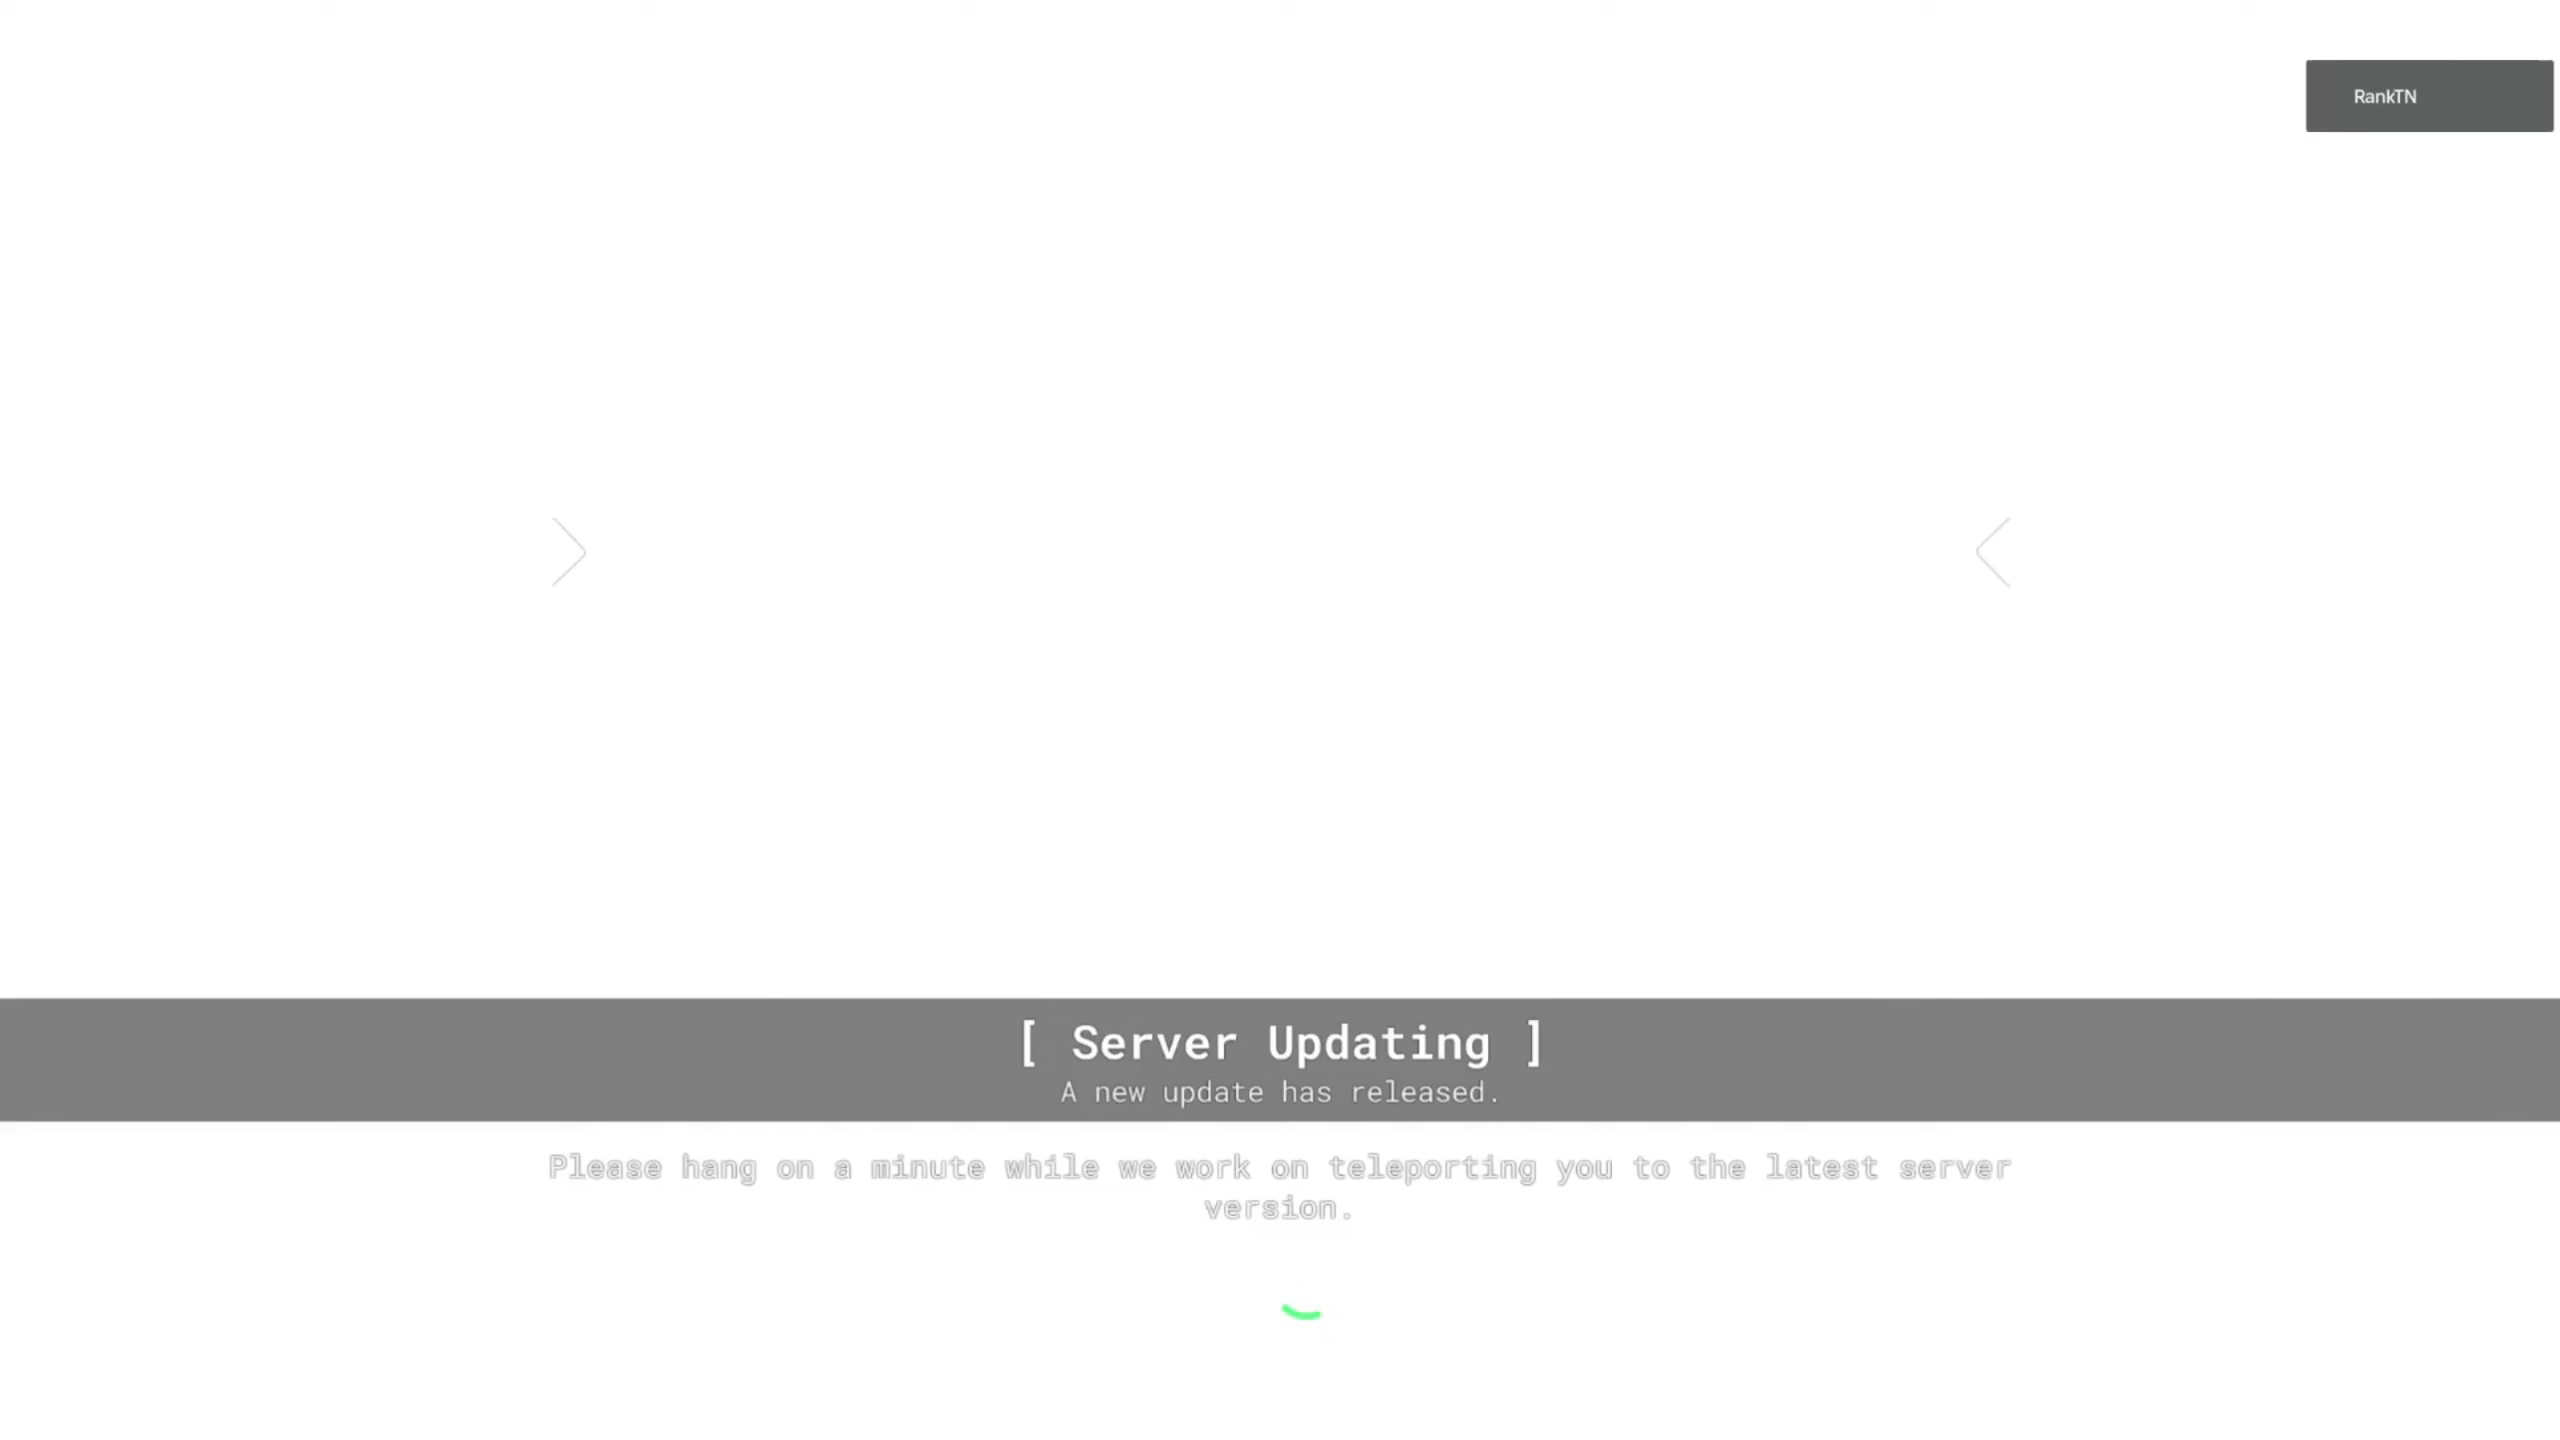 RankTN
[ Server Updating ]
A new update has released.
Please hang on a minute while we work on teleporting you to the latest server
version.